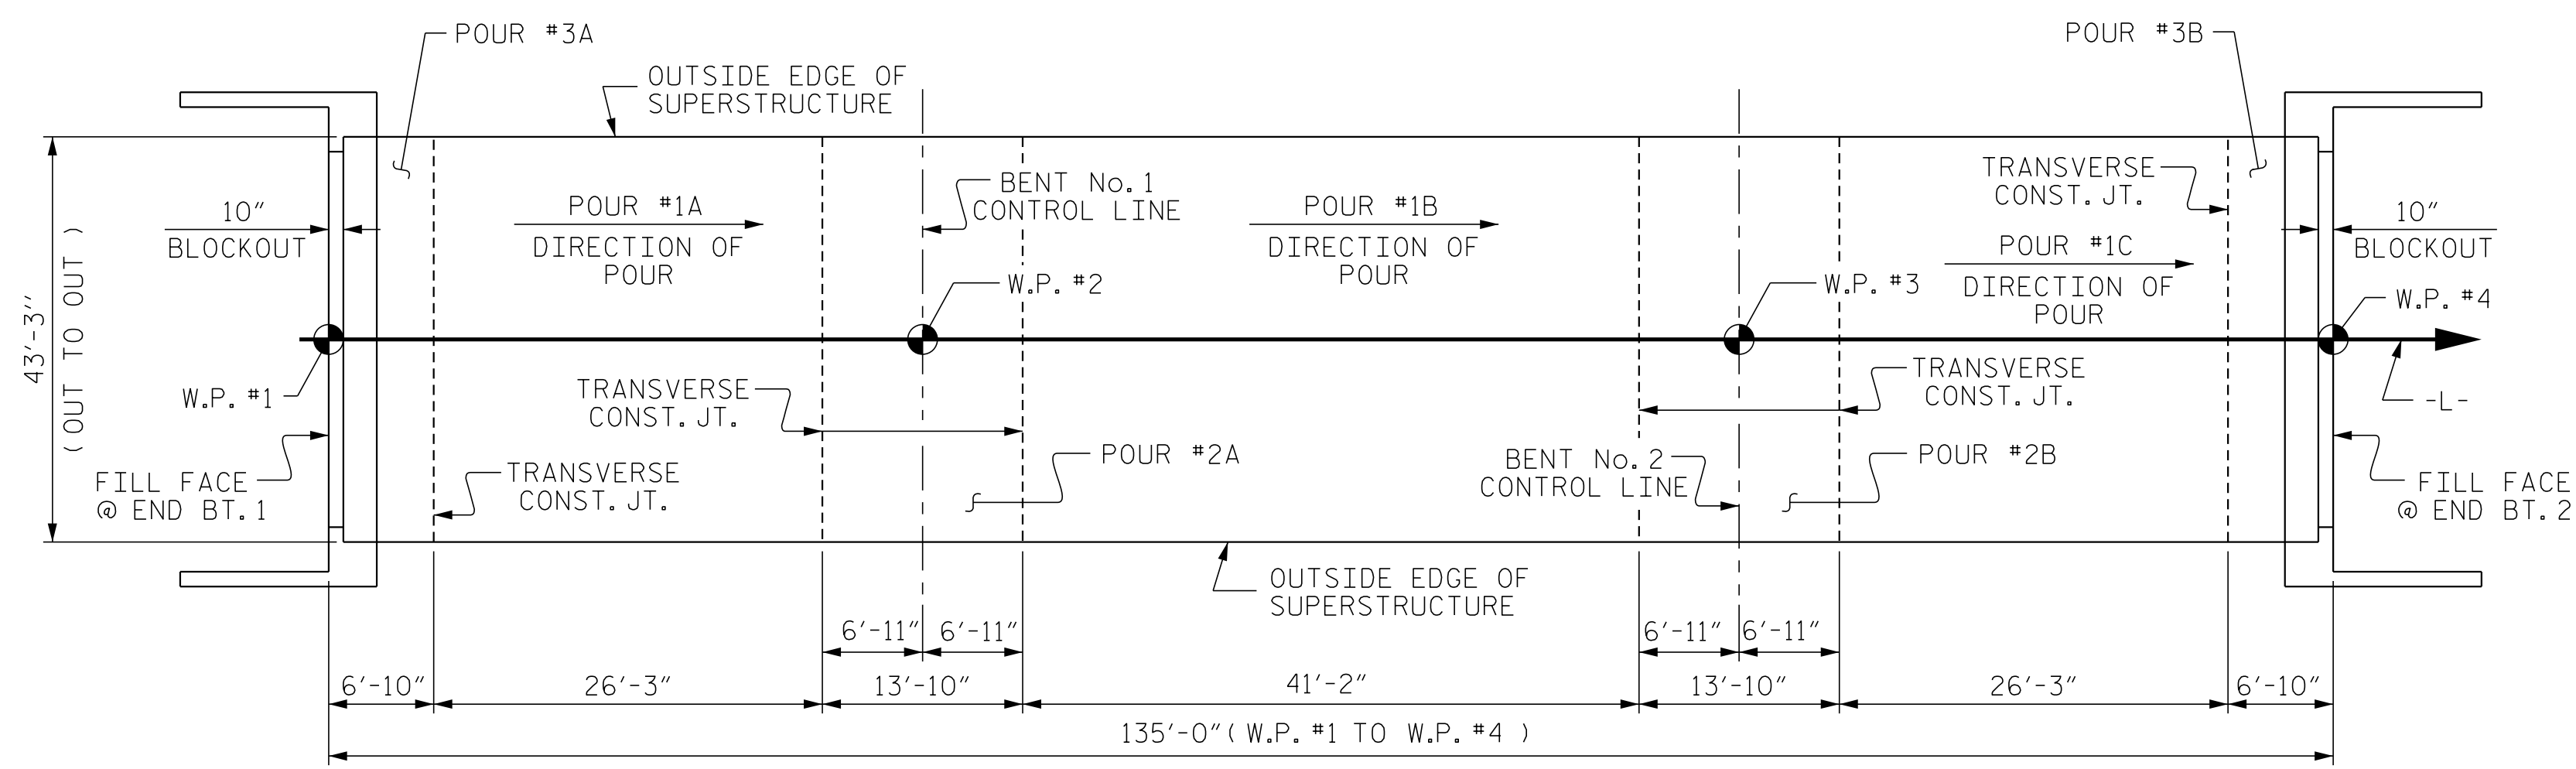 POUR #3A
POUR #3B
OUTSIDE EDGE OF
SUPERSTRUCTURE
TRANSVERSE
CONST. JT.
BENT No. 1
CONTROL LINE
10"
BLOCKOUT
POUR #1A
DIRECTION OF
POUR
POUR #1B
DIRECTION OF
POUR
POUR #1C
DIRECTION OF
POUR
10"
BLOCKOUT
W.P. #2
W.P. #3
W.P. #4
43'-3"
( OUT TO OUT )
W.P. #1
TRANSVERSE
CONST. JT.
TRANSVERSE
CONST. JT.
-L-
FILL FACE
@ END BT. 1
TRANSVERSE
CONST. JT.
POUR #2A
BENT No. 2
CONTROL LINE
POUR #2B
FILL FACE
@ END BT. 2
OUTSIDE EDGE OF
SUPERSTRUCTURE
6'-11" 6'-11" 6'-11" 6'-11"
6'-10" 26'-3" 13'-10" 41'-2" 13'-10" 26'-3" 6'-10"
135'-0" ( W.P. #1 TO W.P. #4 )